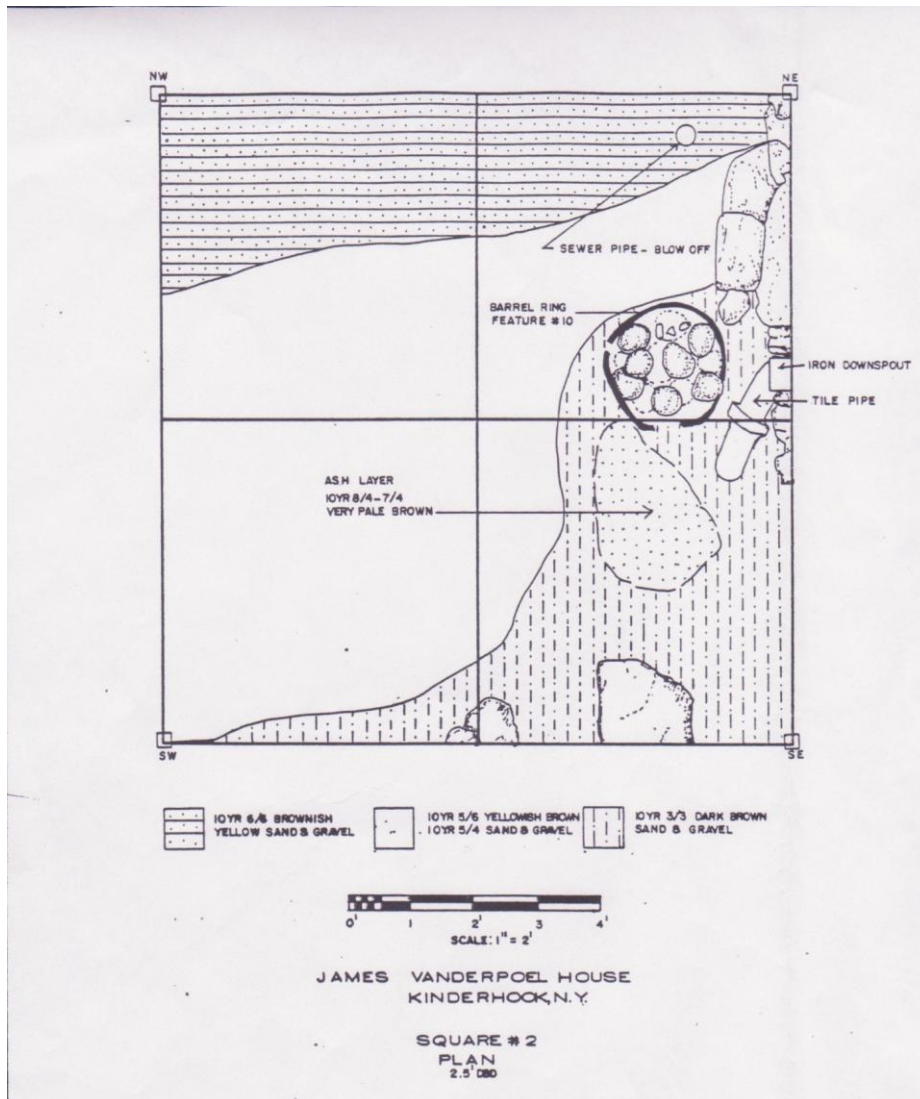 NW
NE
SEWER PIPE - BLOW OFF
BARREL RING
FEATURE #10
IRON DOWNSPOUT
TILE PIPE
ASH LAYER
10YR 8/4-7/4
VERY PALE BROWN
SW
SE
10YR 6/6 BROWNISH
YELLOW SAND & GRAVEL
10YR 5/6 YELLOWISH BROWN
10YR 5/4 SAND & GRAVEL
10YR 3/3 DARK BROWN
SAND & GRAVEL
0' 1 2' 3 4'
SCALE: 1" = 2'
JAMES VANDERPOEL HOUSE
KINDERHOOK, N.Y.
SQUARE # 2
PLAN
2.5' DBD